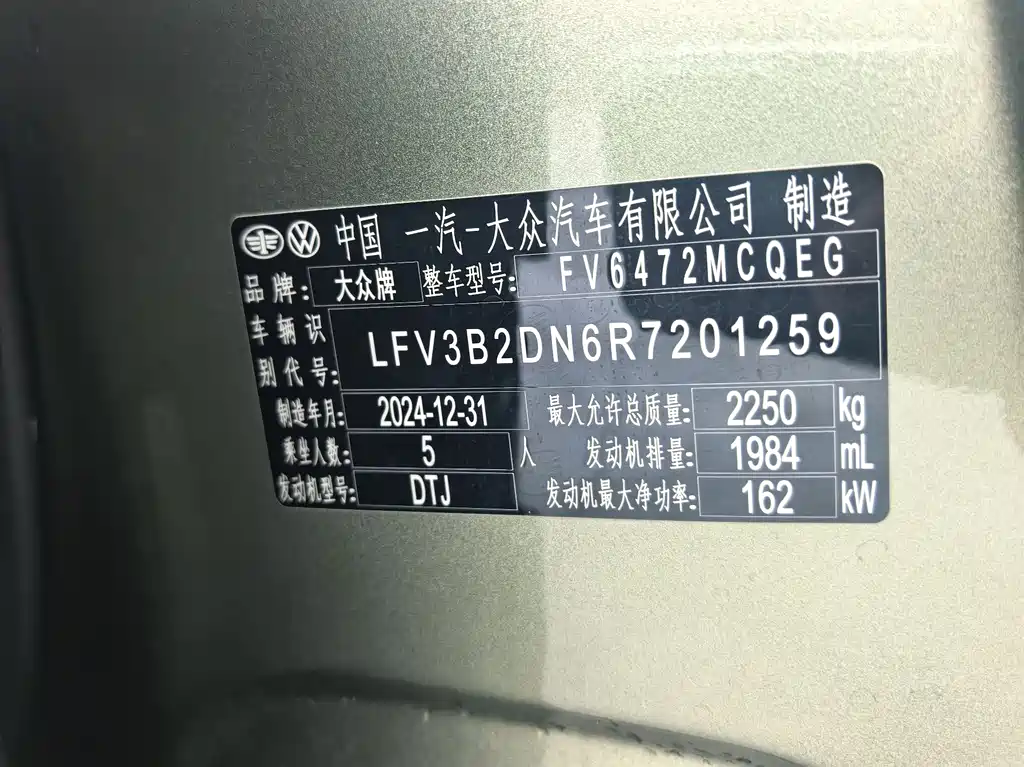 中国 一汽-大众汽车有限公司 制造
品牌: 大众牌 整车型号: FV6472MCQEG
车辆识别代号: LFV3B2DN6R7201259
制造年月: 2024-12-31 最大允许总质量: 2250 kg
乘坐人数: 5 人 发动机排量: 1984 mL
发动机型号: DTJ 发动机最大净功率: 162 kW